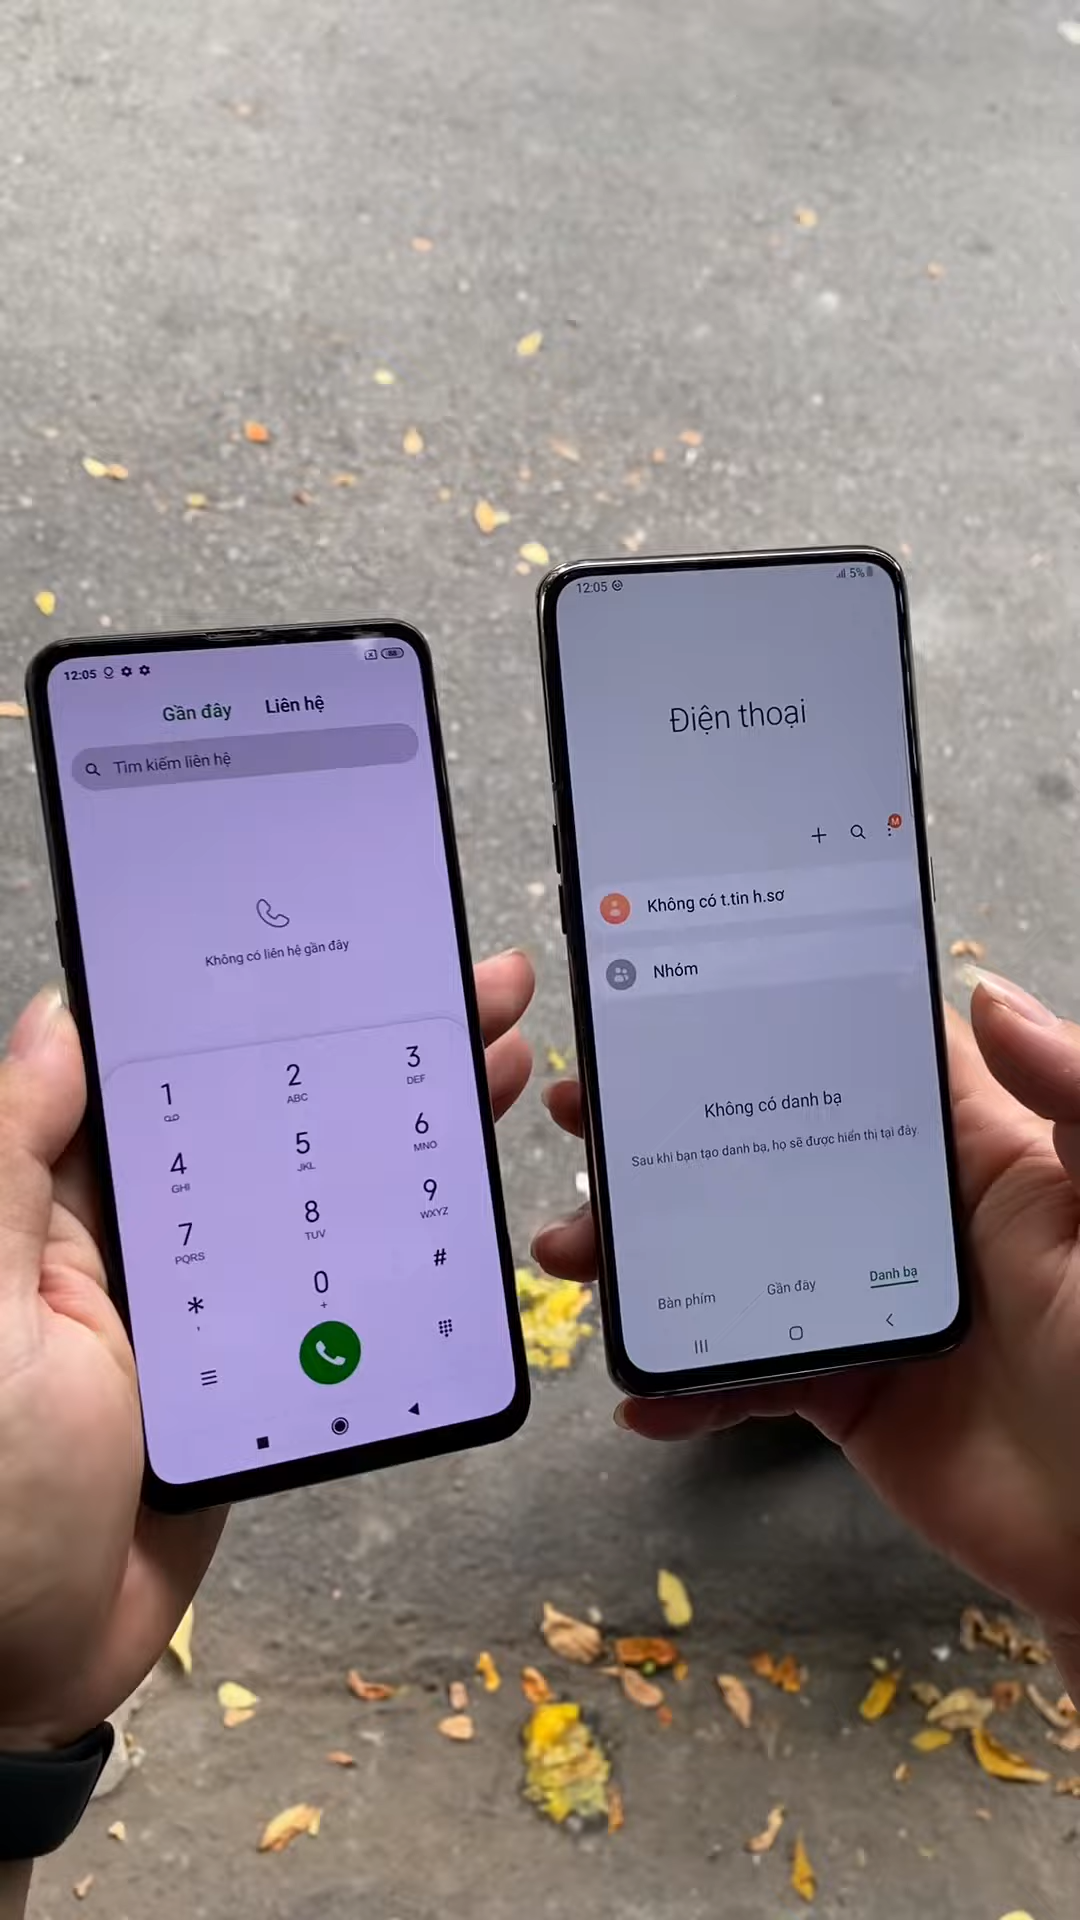 12:05
Gần đây Liên hệ
Tìm kiếm liên hệ
Không có liên hệ gần đây
1 2 3
ABC DEF
4 5 6
GHI JKL MNO
7 8 9
PQRS TUV WXYZ
* 0 #
, +
12:05 5%
Điện thoại
M
Không có t.tin h.sơ
Nhóm
Không có danh bạ
Sau khi bạn tạo danh bạ, họ sẽ được hiển thị tại đây.
Bàn phím Gần đây Danh bạ